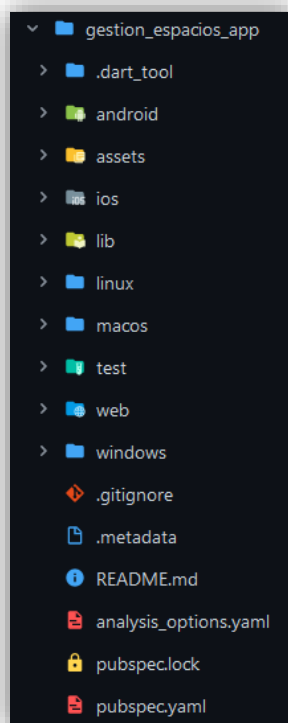 gestion_espacios_app
.dart_tool
android
assets
iOS
ios
lib
linux
macos
test
web
windows
.gitignore
.metadata
README.md
analysis_options.yaml
pubspec.lock
pubspec.yaml